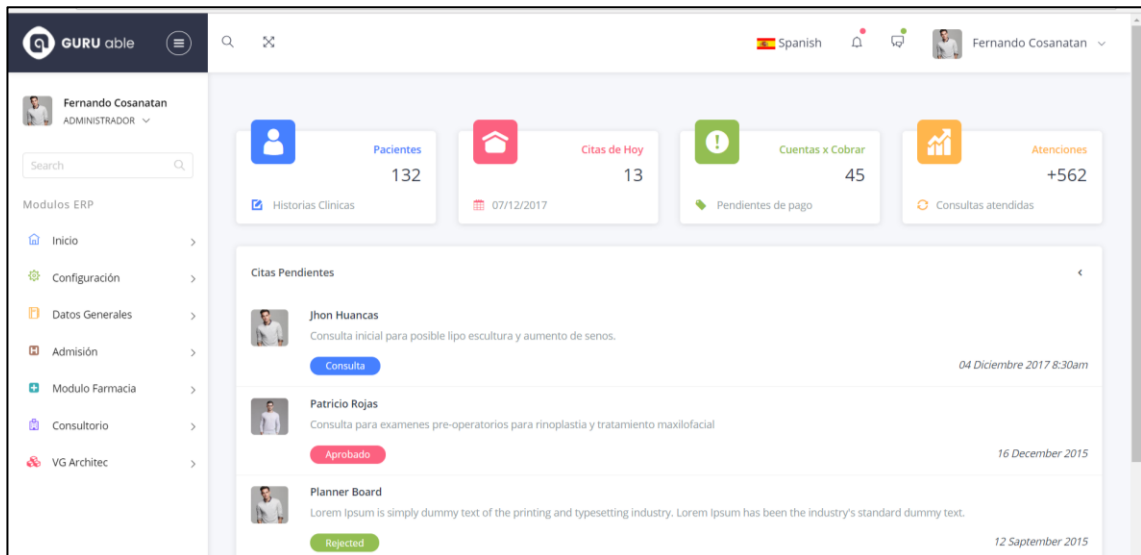 GURU able
Spanish
Fernando Cosanatan
Fernando Cosanatan
ADMINISTRADOR
Search
Modulos ERP
Inicio
Configuración
Datos Generales
Admisión
Modulo Farmacia
Consultorio
VG Architec
Pacientes
132
Historias Clinicas
Citas de Hoy
13
07/12/2017
Cuentas x Cobrar
45
Pendientes de pago
Atenciones
+562
Consultas atendidas
Citas Pendientes
Jhon Huancas
Consulta inicial para posible lipo escultura y aumento de senos.
Consulta
04 Diciembre 2017 8:30am
Patricio Rojas
Consulta para examenes pre-operatorios para rinoplastia y tratamiento maxilofacial
Aprobado
16 December 2015
Planner Board
Lorem Ipsum is simply dummy text of the printing and typesetting industry. Lorem Ipsum has been the industry's standard dummy text.
Rejected
12 Saptember 2015